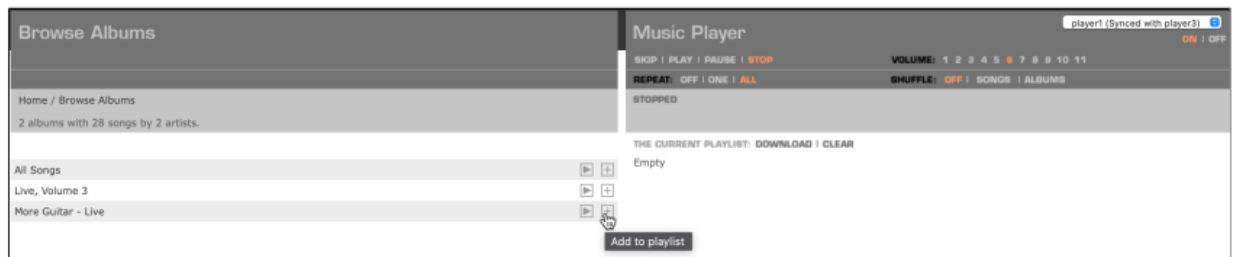 Browse Albums
Home / Browse Albums
2 albums with 28 songs by 2 artists.
All Songs
Live, Volume 3
More Guitar - Live
Add to playlist
Music Player
player1 (Synced with player3)
ON | OFF
SKIP | PLAY | PAUSE | STOP
VOLUME: 1 2 3 4 5 6 7 8 9 10 11
REPEAT: OFF | ONE | ALL
SHUFFLE: OFF | SONGS | ALBUMS
STOPPED
THE CURRENT PLAYLIST: DOWNLOAD | CLEAR
Empty